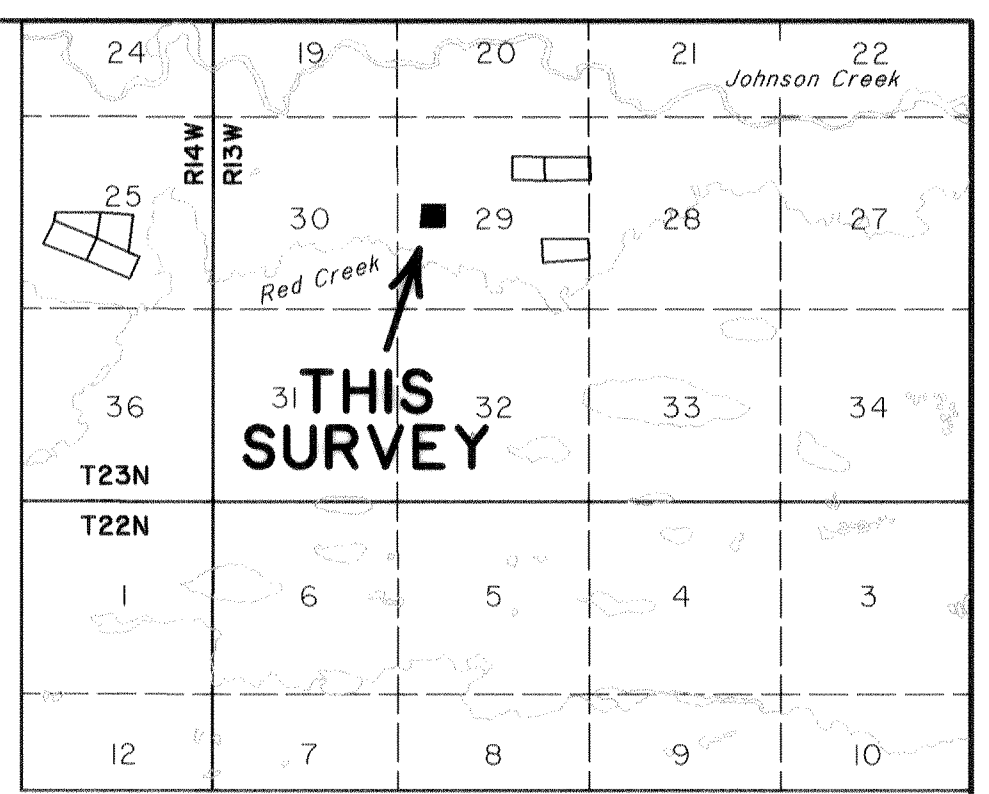 24 19 20 21 22
Johnson Creek
R14W R13W
25 30 29 28 27
Red Creek
36 31 THIS 32 33 34
SURVEY
T23N
T22N
1 6 5 4 3
12 7 8 9 10